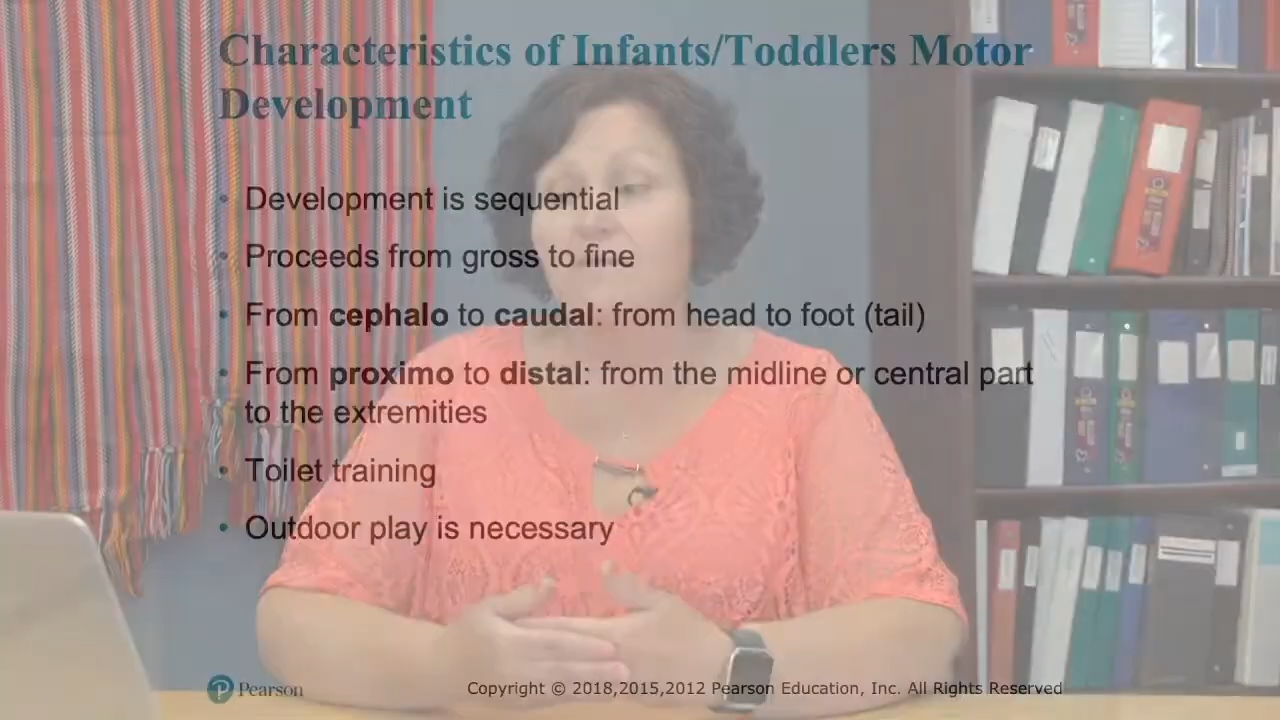 Characteristics of Infants/Toddlers Motor
Development
• Development is sequential
• Proceeds from gross to fine
• From cephalo to caudal: from head to foot (tail)
• From proximo to distal: from the midline or central part
to the extremities
• Toilet training
• Outdoor play is necessary
Pearson
Copyright © 2018,2015,2012 Pearson Education, Inc. All Rights Reserved